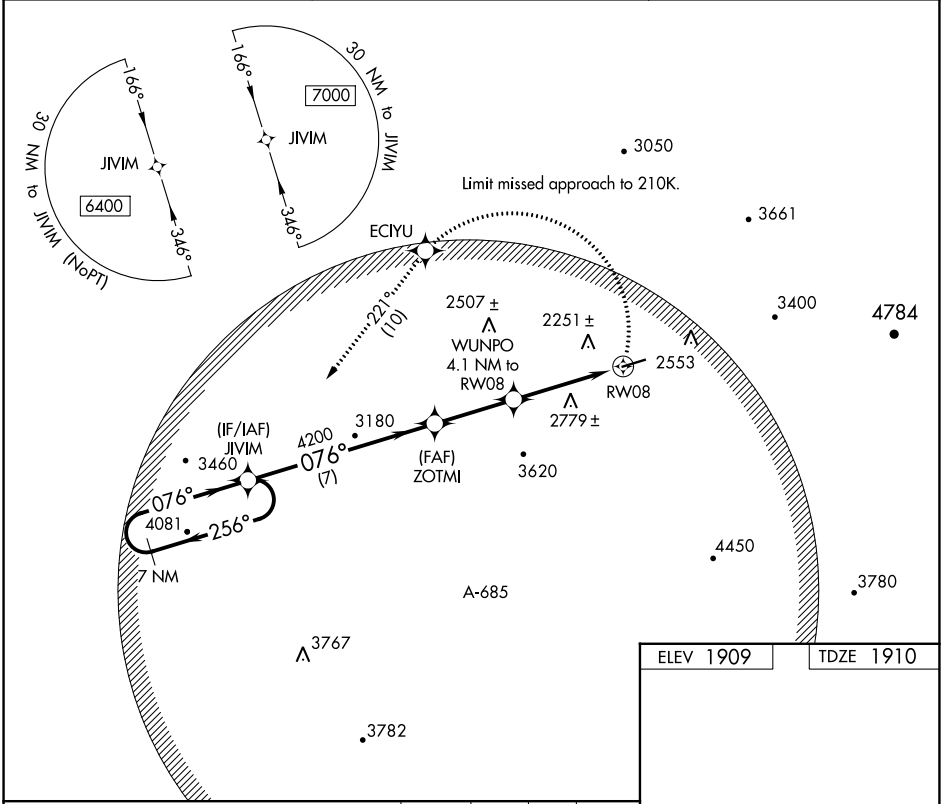 166°
JIVIM
6400
346°
30 NM to JIVIM (NoPT)
166°
7000
JIVIM
346°
30 NM to JIVIM
3050
Limit missed approach to 210K.
3661
ECIYU
221°
(10)
2507 ±
2251 ±
3400
4784
WUNPO
4.1 NM to
RW08
2553
RW08
2779 ±
3180
4200
076°
(7)
(IF/IAF)
JIVIM
(FAF)
ZOTMI
3460
3620
076°
4081
256°
7 NM
4450
3780
A-685
3767
3782
ELEV 1909
TDZE 1910